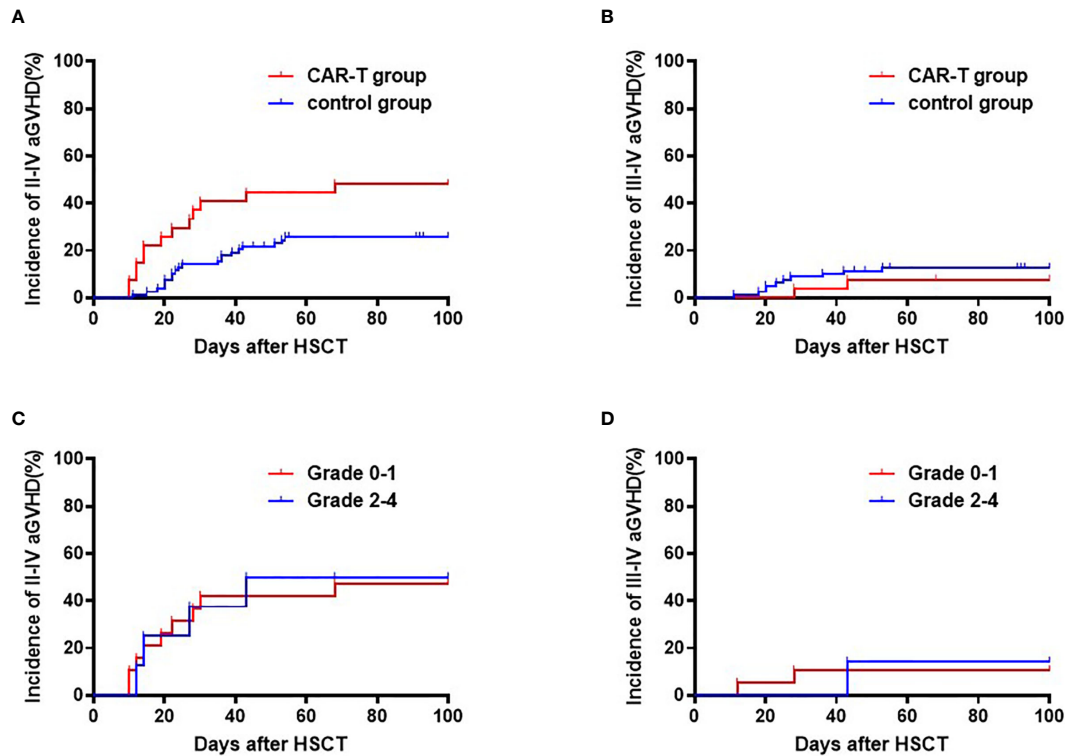 A
Incidence of II-IV aGVHD(%)
100
80
60
40
20
0
CAR-T group
control group
0 20 40 60 80 100
Days after HSCT
B
Incidence of III-IV aGVHD(%)
100
80
60
40
20
0
CAR-T group
control group
0 20 40 60 80 100
Days after HSCT
C
Incidence of II-IV aGVHD(%)
100
80
60
40
20
0
Grade 0-1
Grade 2-4
0 20 40 60 80 100
Days after HSCT
D
Incidence of III-IV aGVHD(%)
100
80
60
40
20
0
Grade 0-1
Grade 2-4
0 20 40 60 80 100
Days after HSCT